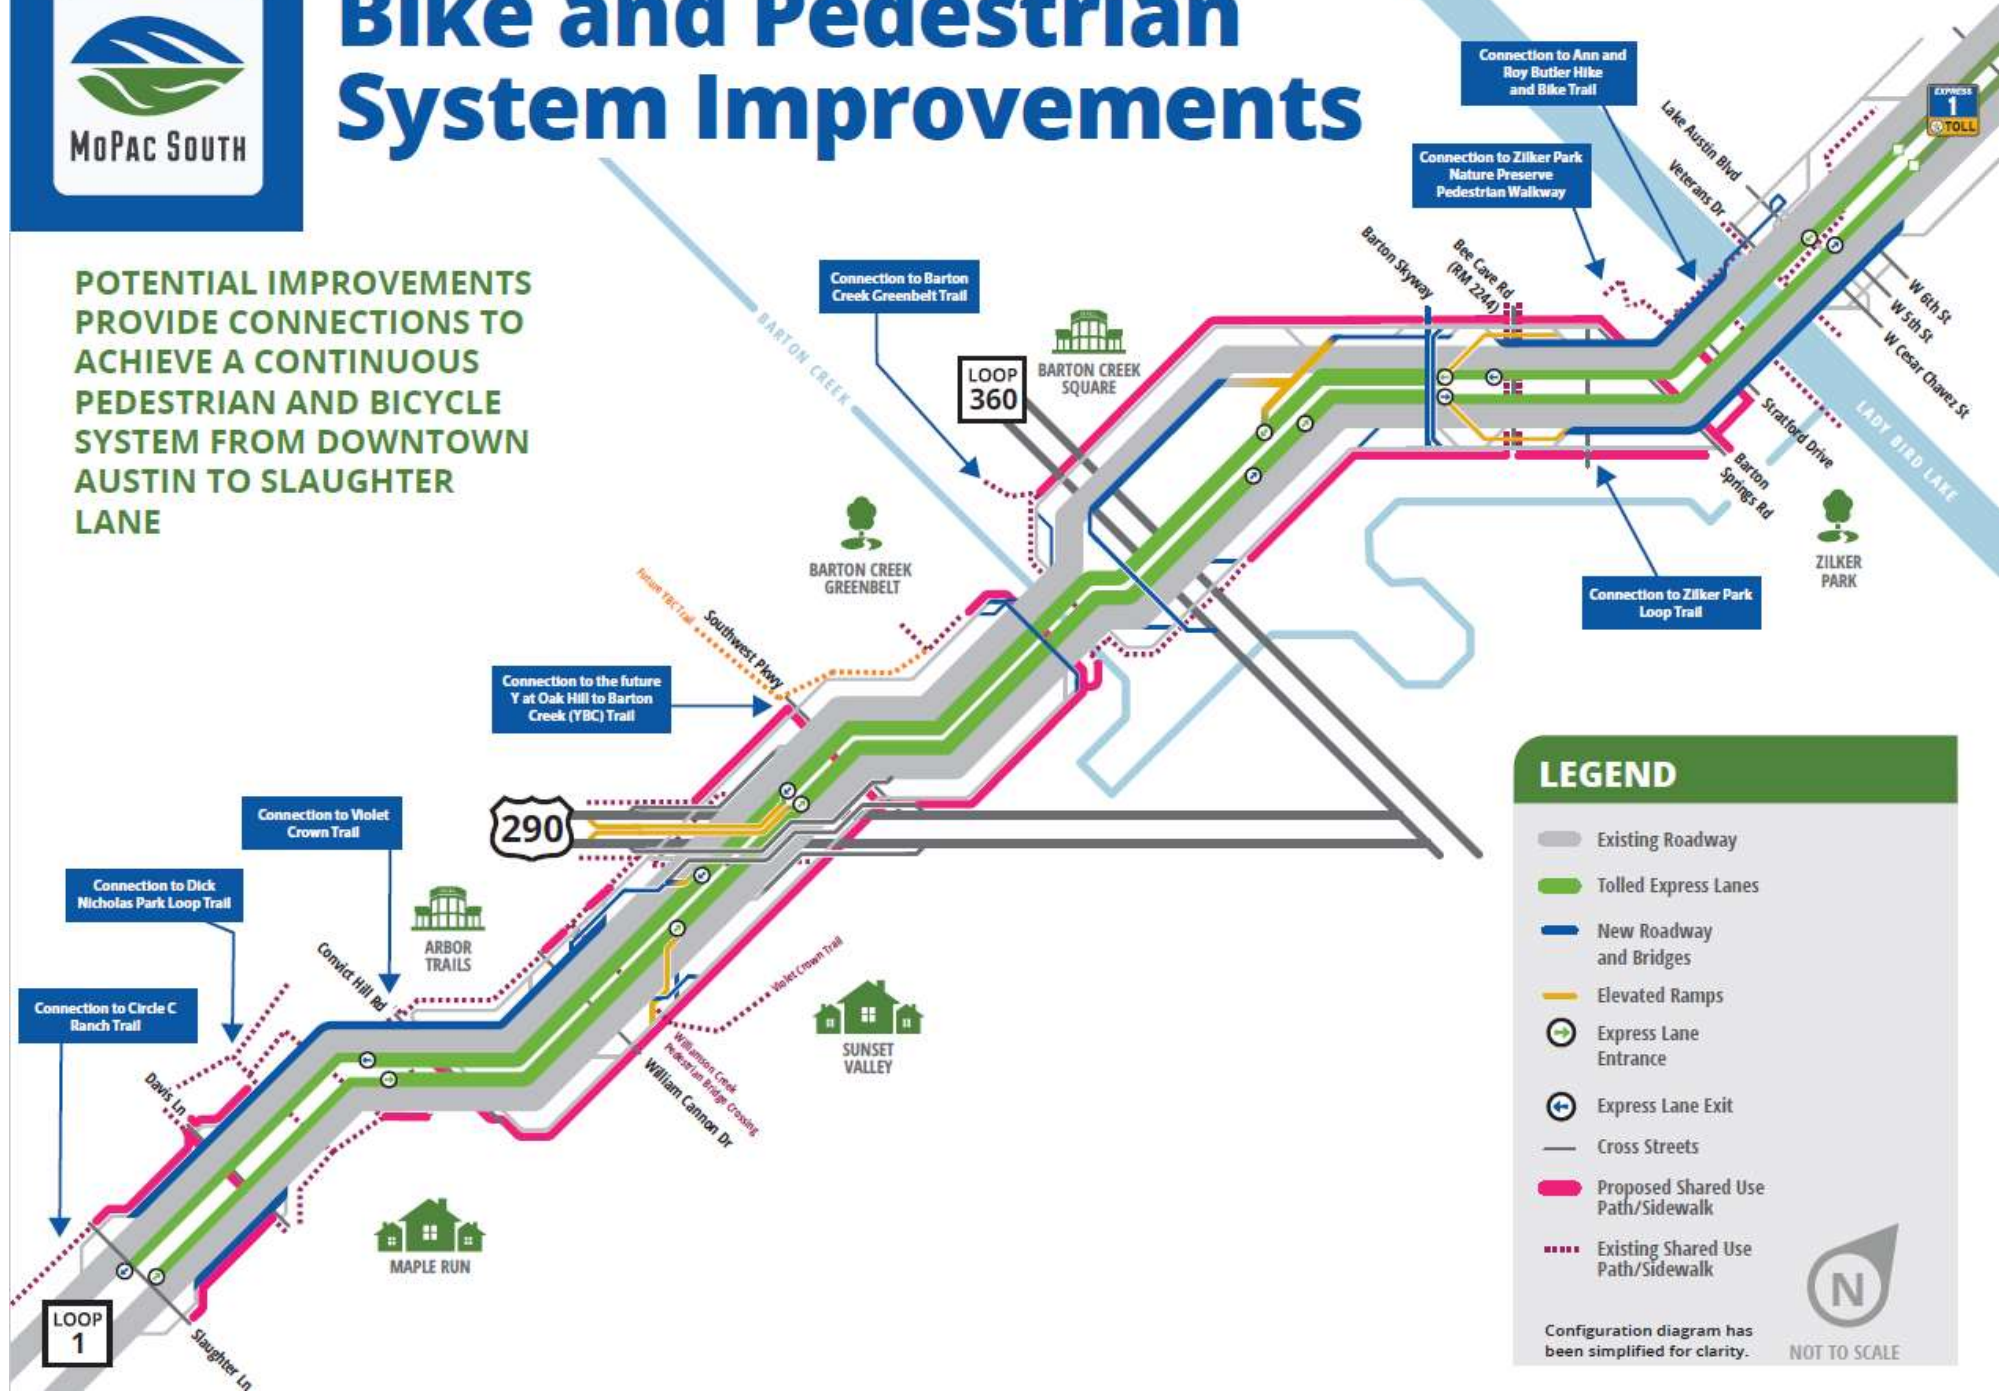 Bike and Pedestrian
System Improvements
MOPAC SOUTH
POTENTIAL IMPROVEMENTS
PROVIDE CONNECTIONS TO
ACHIEVE A CONTINUOUS
PEDESTRIAN AND BICYCLE
SYSTEM FROM DOWNTOWN
AUSTIN TO SLAUGHTER
LANE
Connection to Ann and
Roy Butler Hike
and Bike Trail
EXPRESS
1
TOLL
Connection to Zilker Park
Nature Preserve
Pedestrian Walkway
Lake Austin Blvd
Veterans Dr
Barton Skyway
Bee Cave Rd
(RM 2244)
W 6th St
W 5th St
W Cesar Chavez St
Connection to Barton
Creek Greenbelt Trail
BARTON CREEK
LOOP
360
BARTON CREEK
SQUARE
Stratford Drive
LADY BIRD LAKE
Barton
Springs Rd
ZILKER
PARK
BARTON CREEK
GREENBELT
Connection to Zilker Park
Loop Trail
Future YBC Trail
Southwest Pkwy
Connection to the future
Y at Oak Hill to Barton
Creek (YBC) Trail
290
Connection to Violet
Crown Trail
Connection to Dick
Nicholas Park Loop Trail
ARBOR
TRAILS
Convict Hill Rd
Violet Crown Trail
Connection to Circle C
Ranch Trail
SUNSET
VALLEY
Williamson Creek
Pedestrian Bridge Crossing
William Cannon Dr
Davis Ln
MAPLE RUN
LOOP
1
Slaughter Ln
LEGEND
Existing Roadway
Tolled Express Lanes
New Roadway
and Bridges
Elevated Ramps
Express Lane
Entrance
Express Lane Exit
Cross Streets
Proposed Shared Use
Path/Sidewalk
Existing Shared Use
Path/Sidewalk
N
Configuration diagram has
been simplified for clarity.
NOT TO SCALE